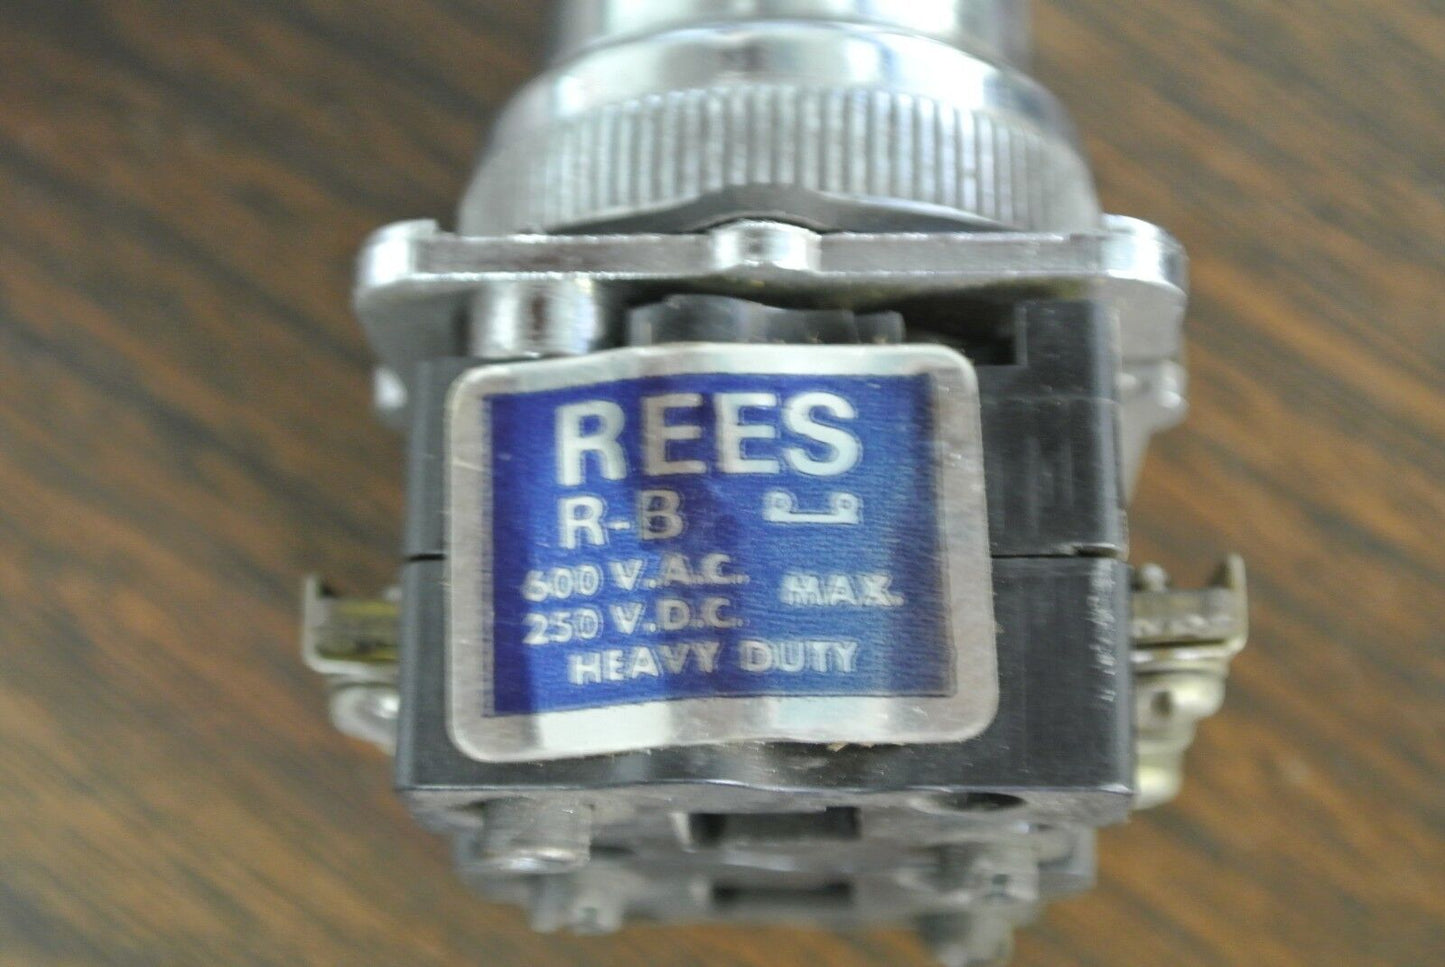 REES
R-B
600 V.A.C.
250 V.D.C. MAX.
HEAVY DUTY